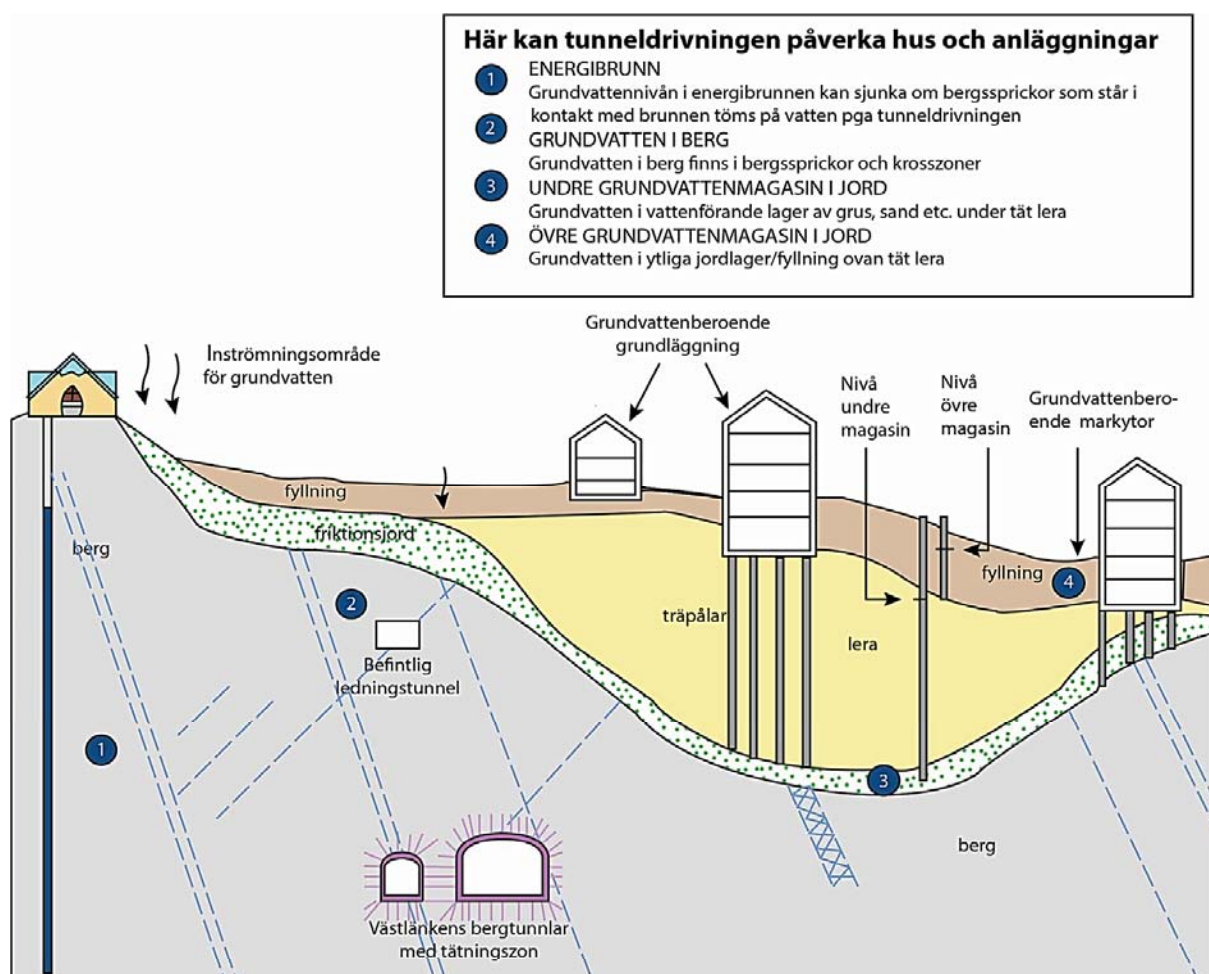 Här kan tunneldrivningen påverka hus och anläggningar
1 ENERGIBRUNN
Grundvattennivån i energibrunnen kan sjunka om bergssprickor som står i
kontakt med brunnen töms på vatten pga tunneldrivningen
2 GRUNDVATTEN I BERG
Grundvatten i berg finns i bergssprickor och krosszoner
3 UNDRE GRUNDVATTENMAGASIN I JORD
Grundvatten i vattenförande lager av grus, sand etc. under tät lera
4 ÖVRE GRUNDVATTENMAGASIN I JORD
Grundvatten i ytliga jordlager/fyllning ovan tät lera
Grundvattenberoende
grundläggning
Inströmningsområde
för grundvatten
Nivå
undre
magasin
Nivå
övre
magasin
Grundvattenbero-
ende markytor
fyllning
friktionsjord
berg
2
Befintlig
ledningstunnel
träpålar
lera
fyllning
4
1
3
berg
Västlänkens bergtunnlar
med tätningszon